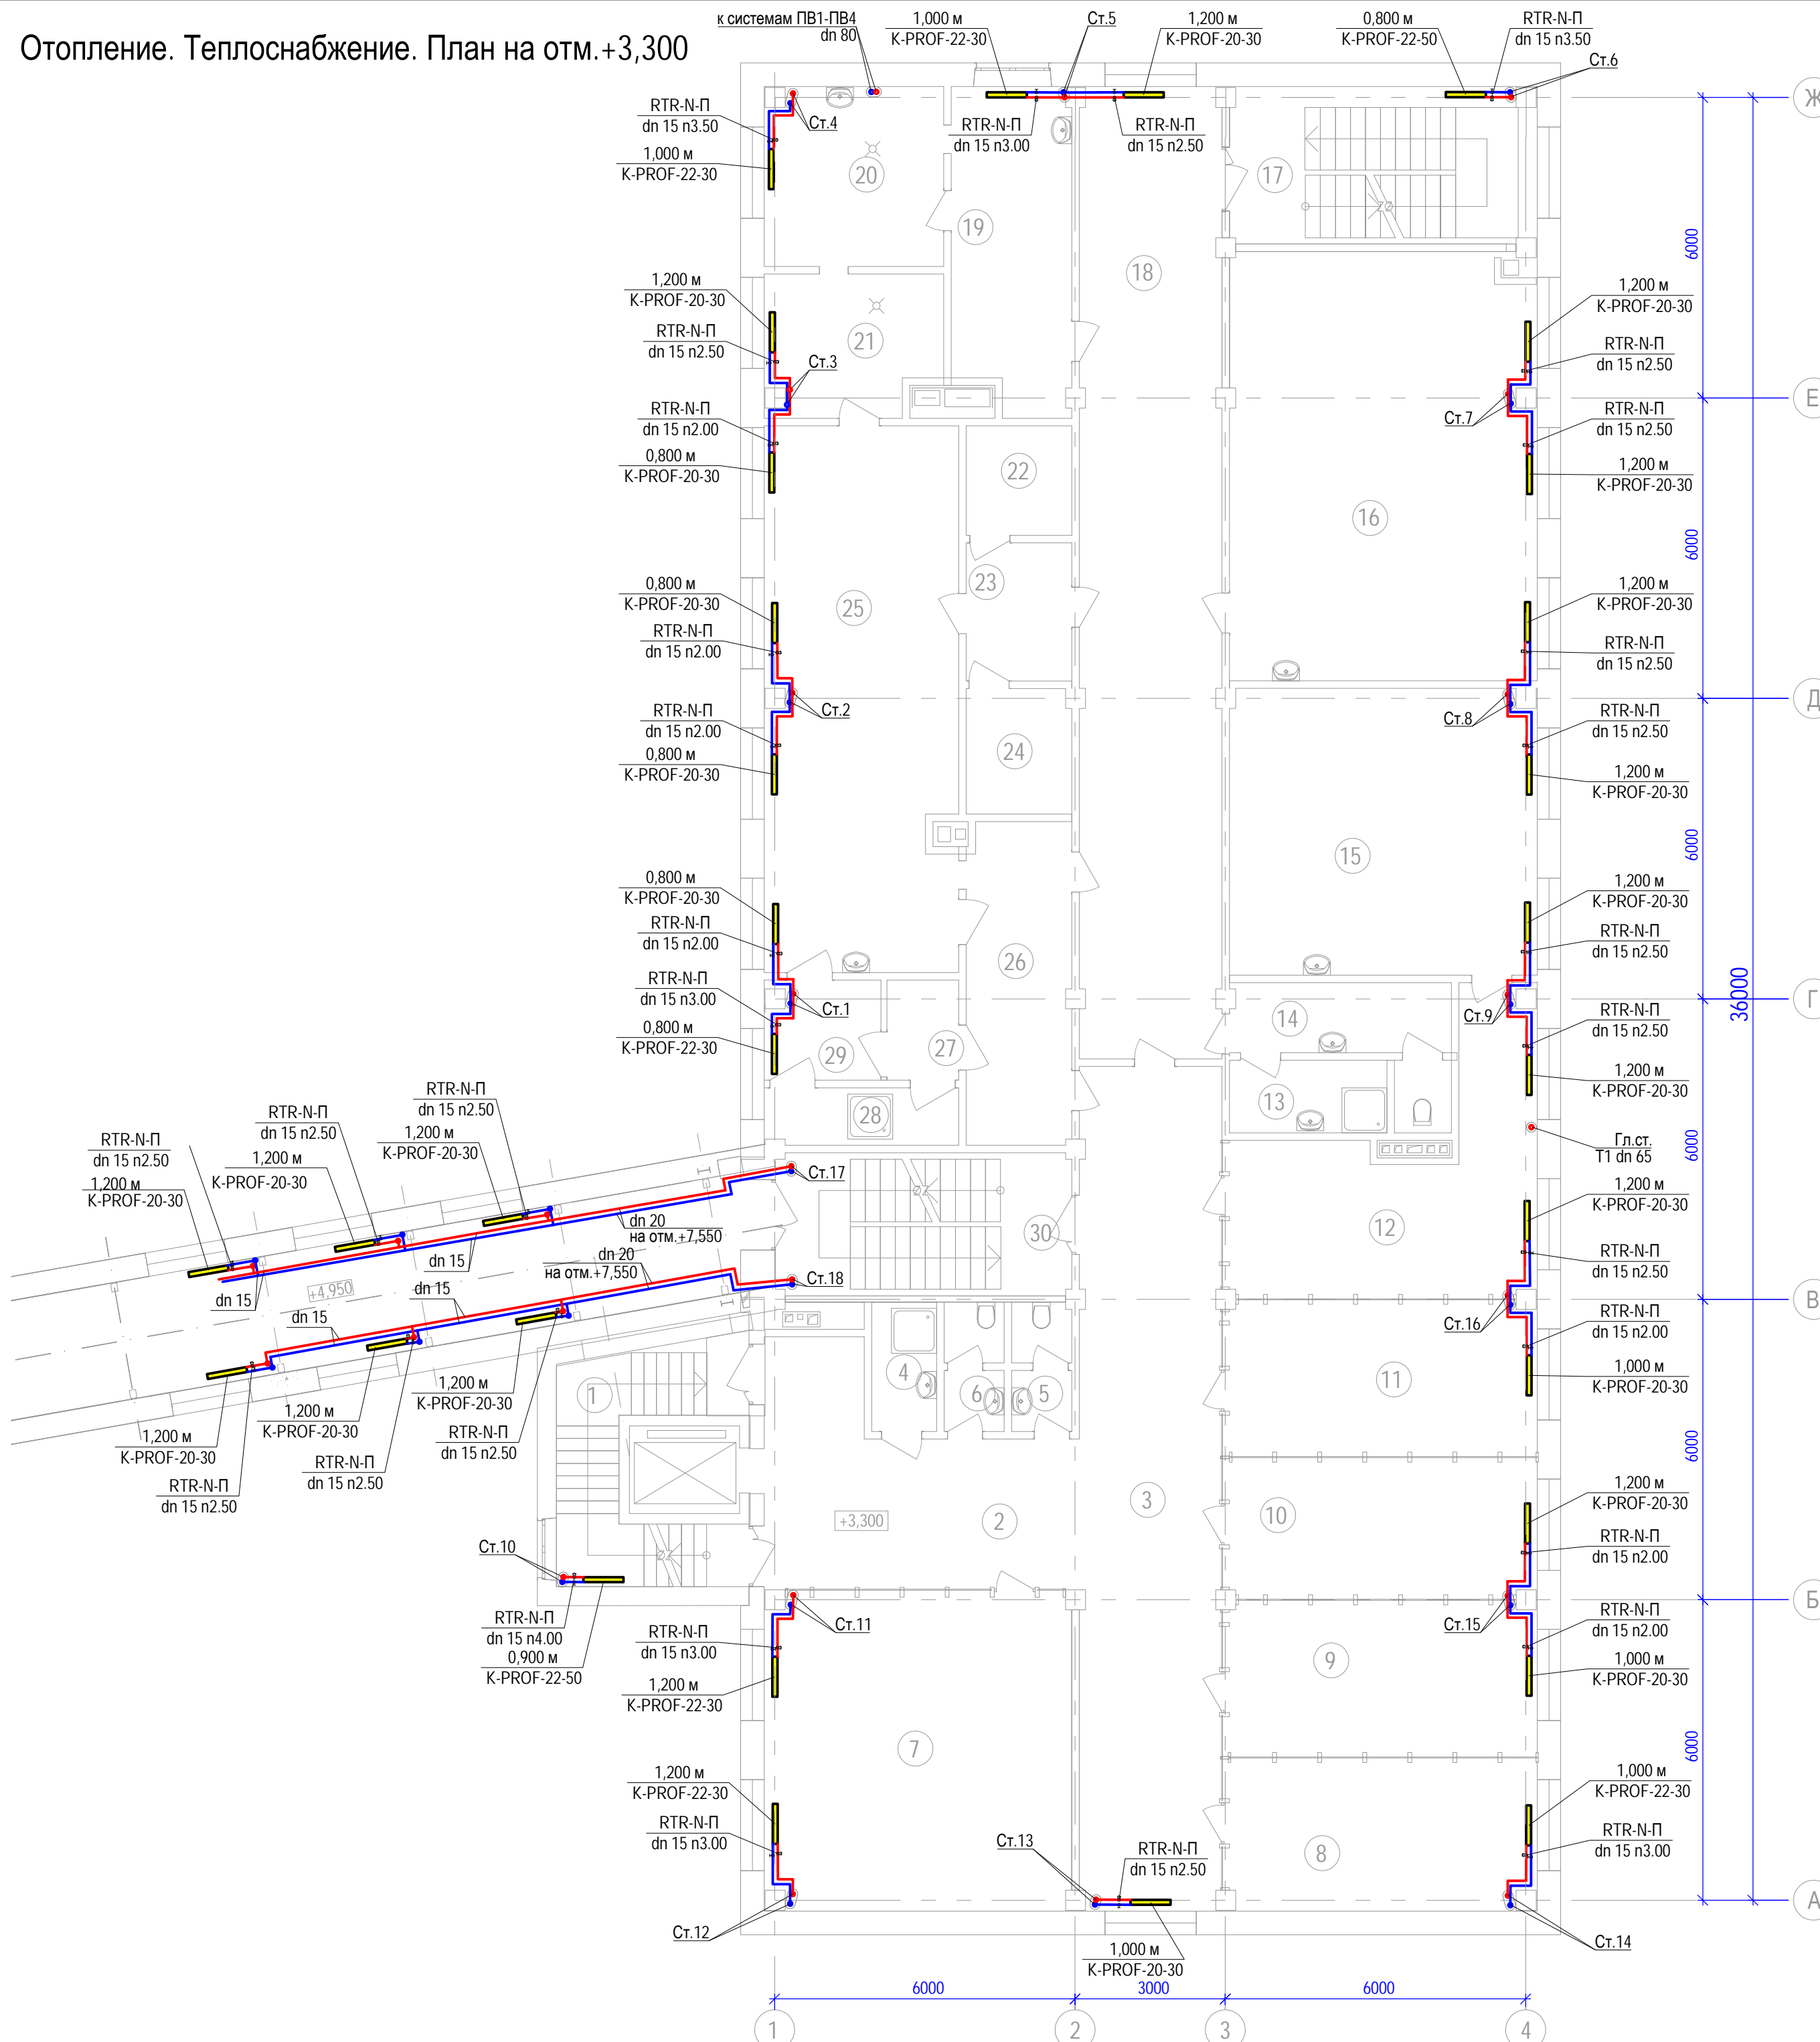 Отопление. Теплоснабжение. План на отм.+3,300
к системам ПВ1-ПВ4
dn 80
1,000 м
K-PROF-22-30
Ст.5
1,200 м
K-PROF-20-30
0,800 м
K-PROF-22-50
RTR-N-П
dn 15 n3.50
Ст.6
Ж
RTR-N-П
dn 15 n3.50
Ст.4
RTR-N-П
dn 15 n3.00
RTR-N-П
dn 15 n2.50
1,000 м
K-PROF-22-30
20
19
17
18
6000
1,200 м
K-PROF-20-30
RTR-N-П
dn 15 n2.50
21
Ст.3
1,200 м
K-PROF-20-30
RTR-N-П
dn 15 n2.50
Е
RTR-N-П
dn 15 n2.00
Ст.7
RTR-N-П
dn 15 n2.50
0,800 м
K-PROF-20-30
22
1,200 м
K-PROF-20-30
16
6000
0,800 м
K-PROF-20-30
25
23
1,200 м
K-PROF-20-30
RTR-N-П
dn 15 n2.00
RTR-N-П
dn 15 n2.50
Ст.2
Д
RTR-N-П
dn 15 n2.00
Ст.8
RTR-N-П
dn 15 n2.50
0,800 м
K-PROF-20-30
24
1,200 м
K-PROF-20-30
15
6000
0,800 м
K-PROF-20-30
1,200 м
K-PROF-20-30
RTR-N-П
dn 15 n2.00
26
RTR-N-П
dn 15 n2.50
36000
Г
RTR-N-П
dn 15 n3.00
Ст.1
14
Ст.9
RTR-N-П
dn 15 n2.50
0,800 м
K-PROF-22-30
29
27
1,200 м
K-PROF-20-30
28
13
Гл.ст.
Т1 dn 65
6000
RTR-N-П
dn 15 n2.50
RTR-N-П
dn 15 n2.50
RTR-N-П
dn 15 n2.50
1,200 м
K-PROF-20-30
1,200 м
K-PROF-20-30
1,200 м
K-PROF-20-30
Ст.17
dn 20
на отм.+7,550
30
12
1,200 м
K-PROF-20-30
RTR-N-П
dn 15 n2.50
dn 15
dn 20
на отм.+7,550
Ст.18
dn 15
+4,950
dn 15
dn 15
В
Ст.16
RTR-N-П
dn 15 n2.00
1
4
6
5
11
1,000 м
K-PROF-20-30
1,200 м
K-PROF-20-30
1,200 м
K-PROF-20-30
1,200 м
K-PROF-20-30
RTR-N-П
dn 15 n2.50
RTR-N-П
dn 15 n2.50
RTR-N-П
dn 15 n2.50
6000
3
+3,300
2
10
1,200 м
K-PROF-20-30
RTR-N-П
dn 15 n2.00
Ст.10
Б
RTR-N-П
dn 15 n4.00
0,900 м
K-PROF-22-50
RTR-N-П
dn 15 n3.00
Ст.11
Ст.15
RTR-N-П
dn 15 n2.00
1,200 м
K-PROF-22-30
9
1,000 м
K-PROF-20-30
7
6000
1,200 м
K-PROF-22-30
1,000 м
K-PROF-22-30
RTR-N-П
dn 15 n3.00
Ст.13
RTR-N-П
dn 15 n2.50
8
RTR-N-П
dn 15 n3.00
А
Ст.12
1,000 м
K-PROF-20-30
Ст.14
6000
3000
6000
1
2
3
4